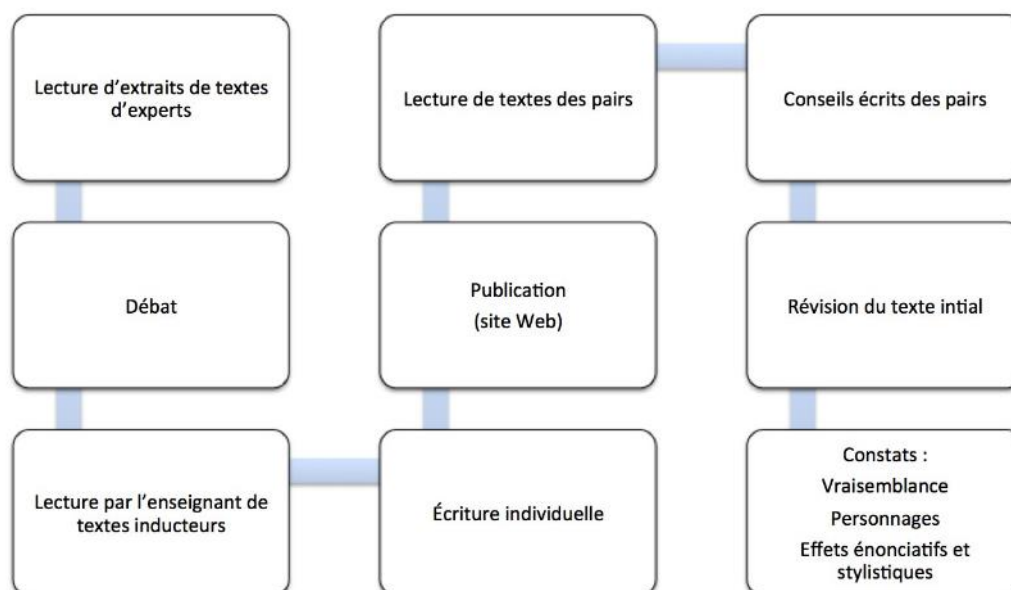 Lecture d’extraits de textes
d’experts
Débat
Lecture par l’enseignant de
textes inducteurs
Écriture individuelle
Publication
(site Web)
Lecture de textes des pairs
Conseils écrits des pairs
Révision du texte intial
Constats :
Vraisemblance
Personnages
Effets énonciatifs et
stylistiques